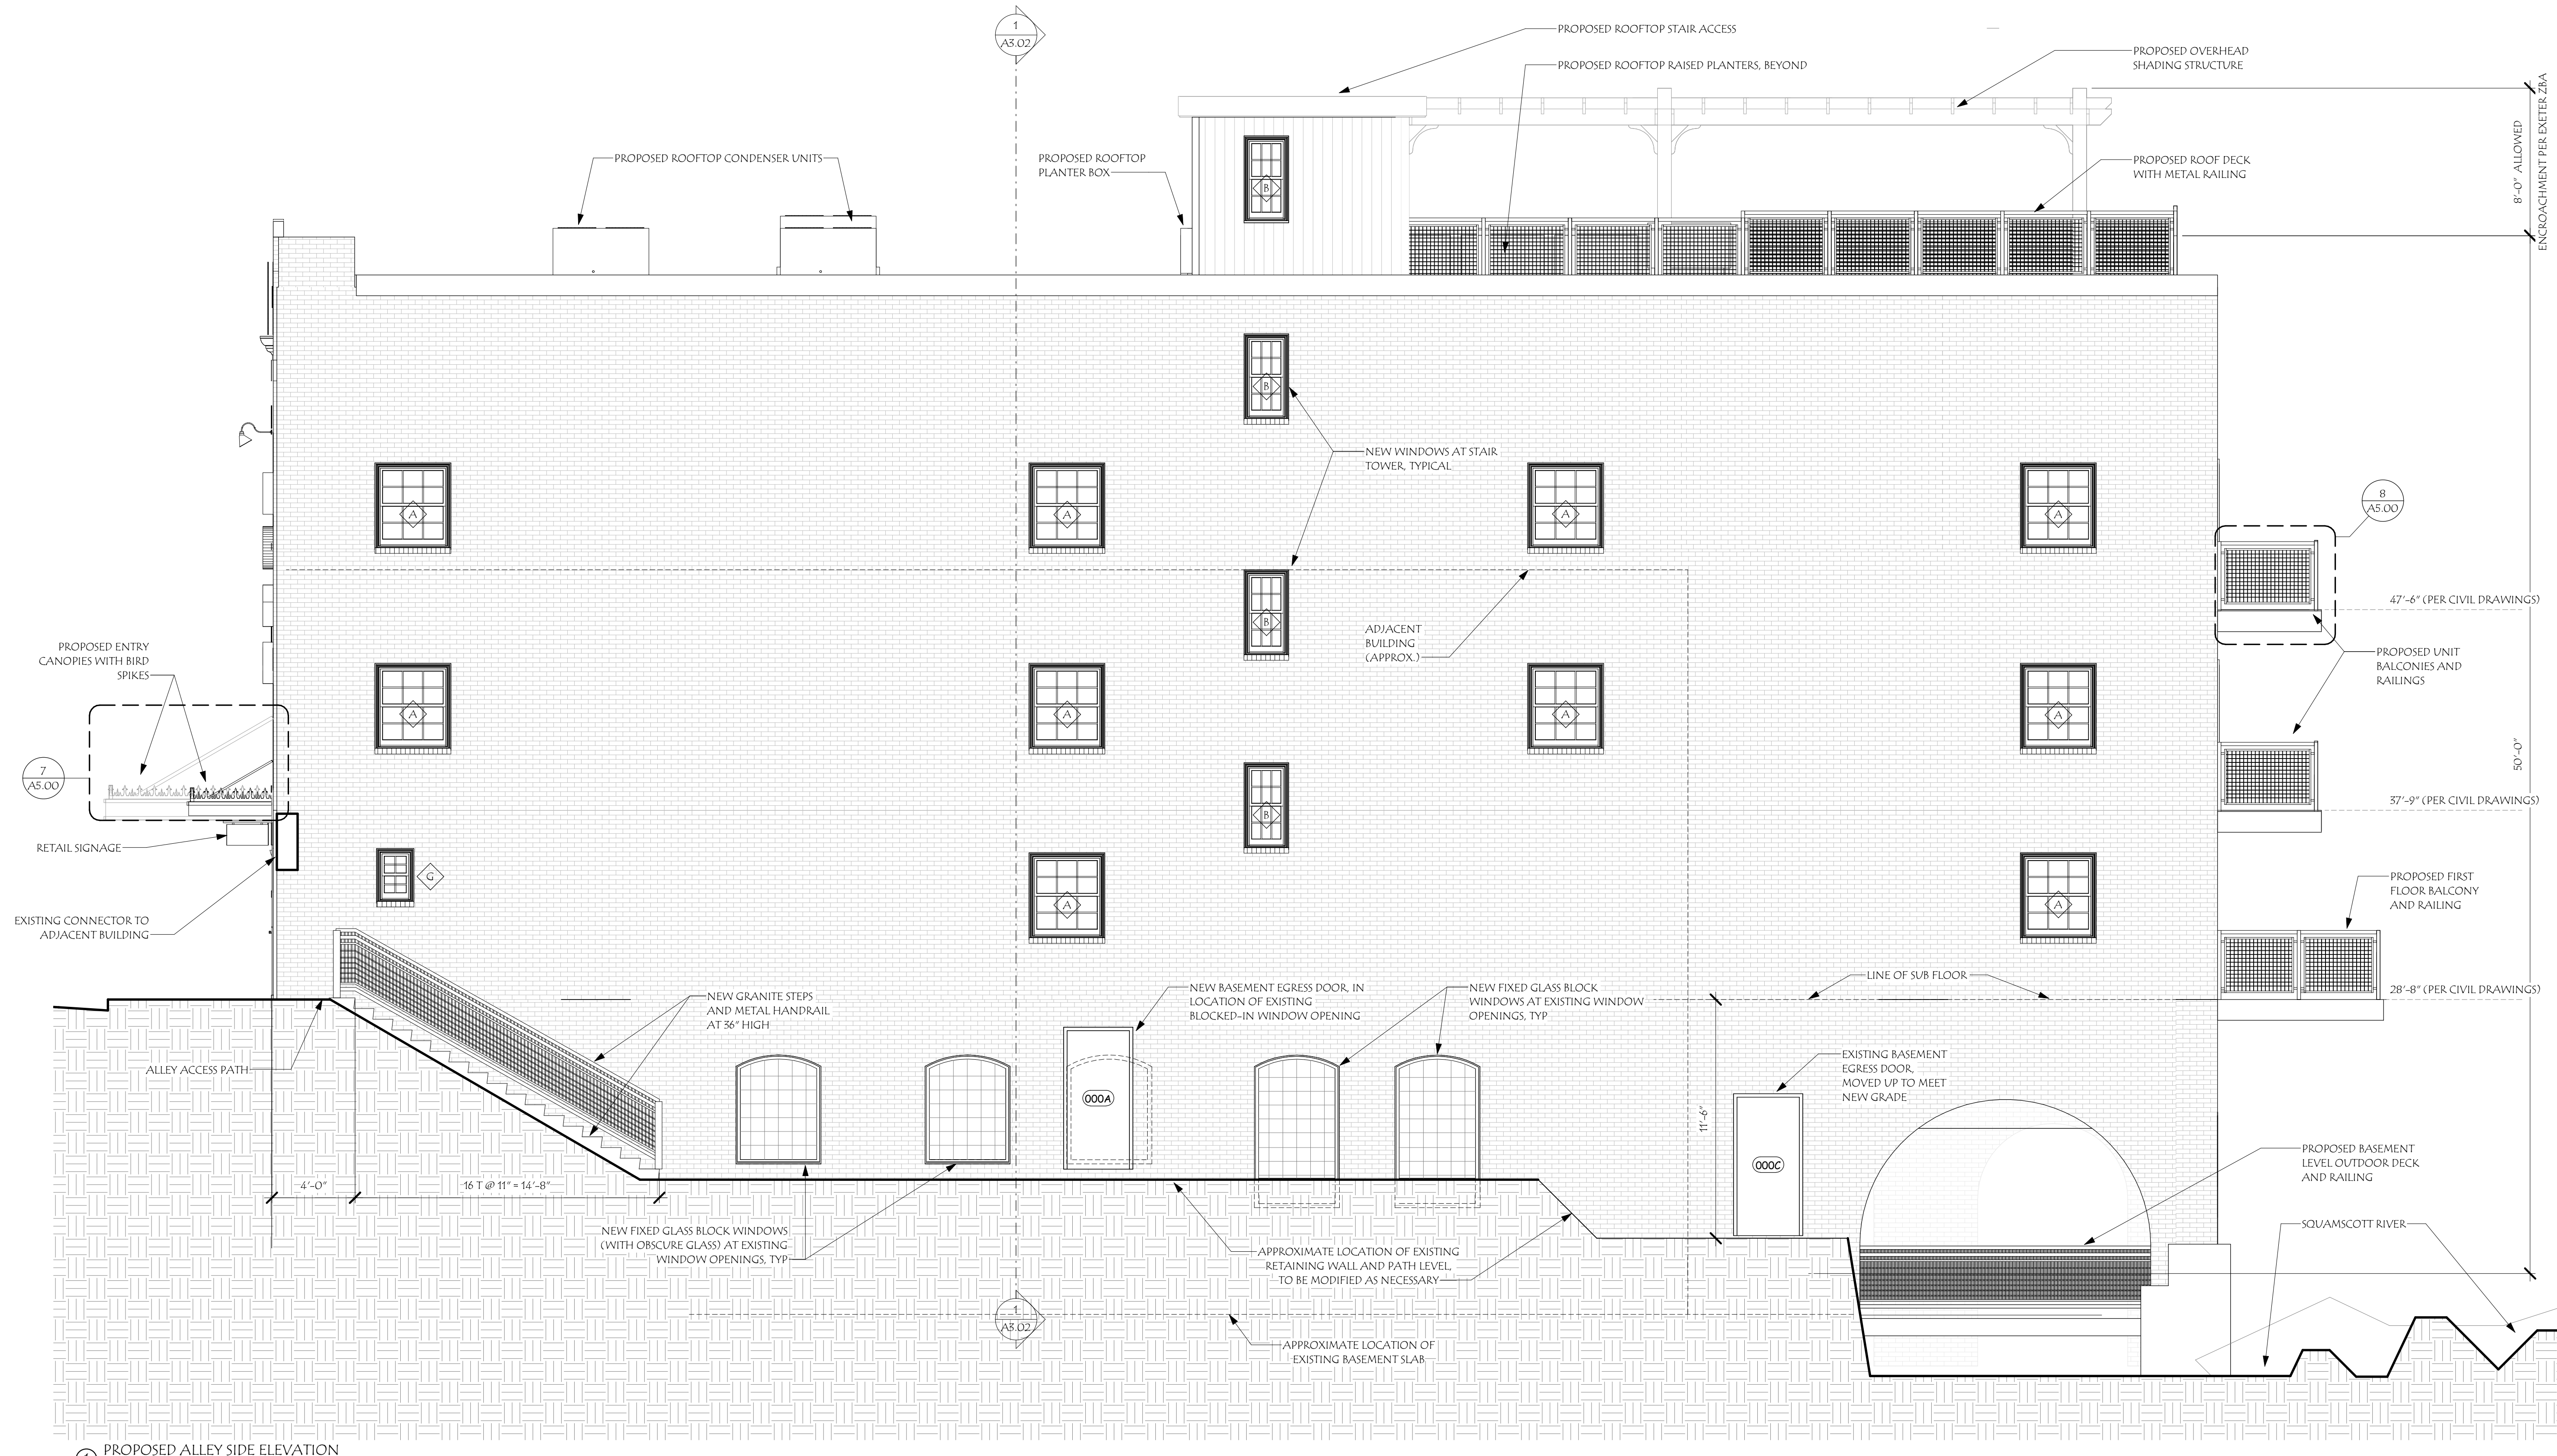 1
A3.02
PROPOSED ROOFTOP STAIR ACCESS
PROPOSED ROOFTOP RAISED PLANTERS, BEYOND
PROPOSED OVERHEAD
SHADING STRUCTURE
8'-0" ALLOWED
ENCROACHMENT PER EXETER ZBA
PROPOSED ROOFTOP CONDENSER UNITS
PROPOSED ROOFTOP
PLANTER BOX
PROPOSED ROOF DECK
WITH METAL RAILING
B
B
NEW WINDOWS AT STAIR
TOWER, TYPICAL
A
A
A
A
8
A5.00
47'-6" (PER CIVIL DRAWINGS)
B
ADJACENT
BUILDING
(APPROX.)
PROPOSED UNIT
BALCONIES AND
RAILINGS
PROPOSED ENTRY
CANOPIES WITH BIRD
SPIKES
A
A
A
A
50'-0"
7
A5.00
37'-9" (PER CIVIL DRAWINGS)
B
RETAIL SIGNAGE
G
A
A
PROPOSED FIRST
FLOOR BALCONY
AND RAILING
EXISTING CONNECTOR TO
ADJACENT BUILDING
LINE OF SUB FLOOR
28'-8" (PER CIVIL DRAWINGS)
NEW GRANITE STEPS
AND METAL HANDRAIL
AT 36" HIGH
NEW BASEMENT EGRESS DOOR, IN
LOCATION OF EXISTING
BLOCKED-IN WINDOW OPENING
NEW FIXED GLASS BLOCK
WINDOWS AT EXISTING WINDOW
OPENINGS, TYP
ALLEY ACCESS PATH
EXISTING BASEMENT
EGRESS DOOR,
MOVED UP TO MEET
NEW GRADE
000A
11'-6"
000C
PROPOSED BASEMENT
LEVEL OUTDOOR DECK
AND RAILING
4'-0"
16 T @ 11" = 14'-8"
SQUAMSCOTT RIVER
NEW FIXED GLASS BLOCK WINDOWS
(WITH OBSCURE GLASS) AT EXISTING
WINDOW OPENINGS, TYP
APPROXIMATE LOCATION OF EXISTING
RETAINING WALL AND PATH LEVEL,
TO BE MODIFIED AS NECESSARY
1
A3.02
APPROXIMATE LOCATION OF
EXISTING BASEMENT SLAB
PROPOSED ALLEY SIDE ELEVATION